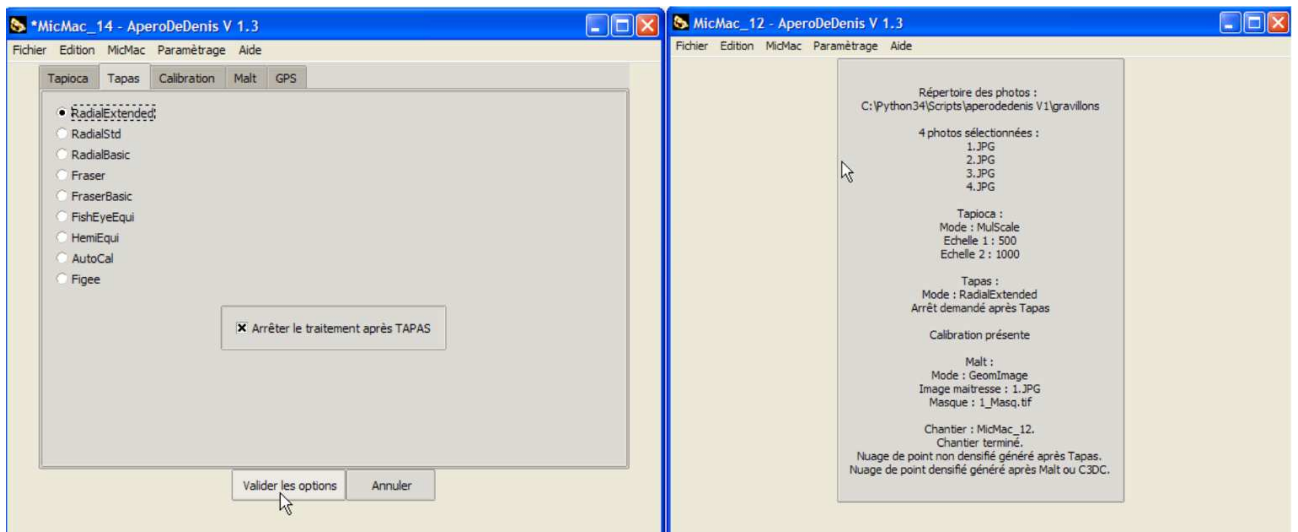 *MicMac_14 - AperoDeDenis V 1.3
Fichier Edition MicMac Paramètrage Aide
Tapioca Tapas Calibration Malt GPS
RadialExtended
RadialStd
RadialBasic
Fraser
FraserBasic
FishEyeEqui
HemiEqui
AutoCal
Figee
Arrêter le traitement après TAPAS
Valider les options Annuler
MicMac_12 - AperoDeDenis V 1.3
Fichier Edition MicMac Paramètrage Aide
Répertoire des photos :
C:\Python34\Scripts\aperodedenis V1\gravillons
4 photos sélectionnées :
1.JPG
2.JPG
3.JPG
4.JPG
Tapioca :
Mode : MulScale
Echelle 1 : 500
Echelle 2 : 1000
Tapas :
Mode : RadialExtended
Arrêt demandé après Tapas
Calibration présente
Malt :
Mode : GeomImage
Image maitresse : 1.JPG
Masque : 1_Masq.tif
Chantier : MicMac_12.
Chantier terminé.
Nuage de point non densifié généré après Tapas.
Nuage de point densifié généré après Malt ou C3DC.